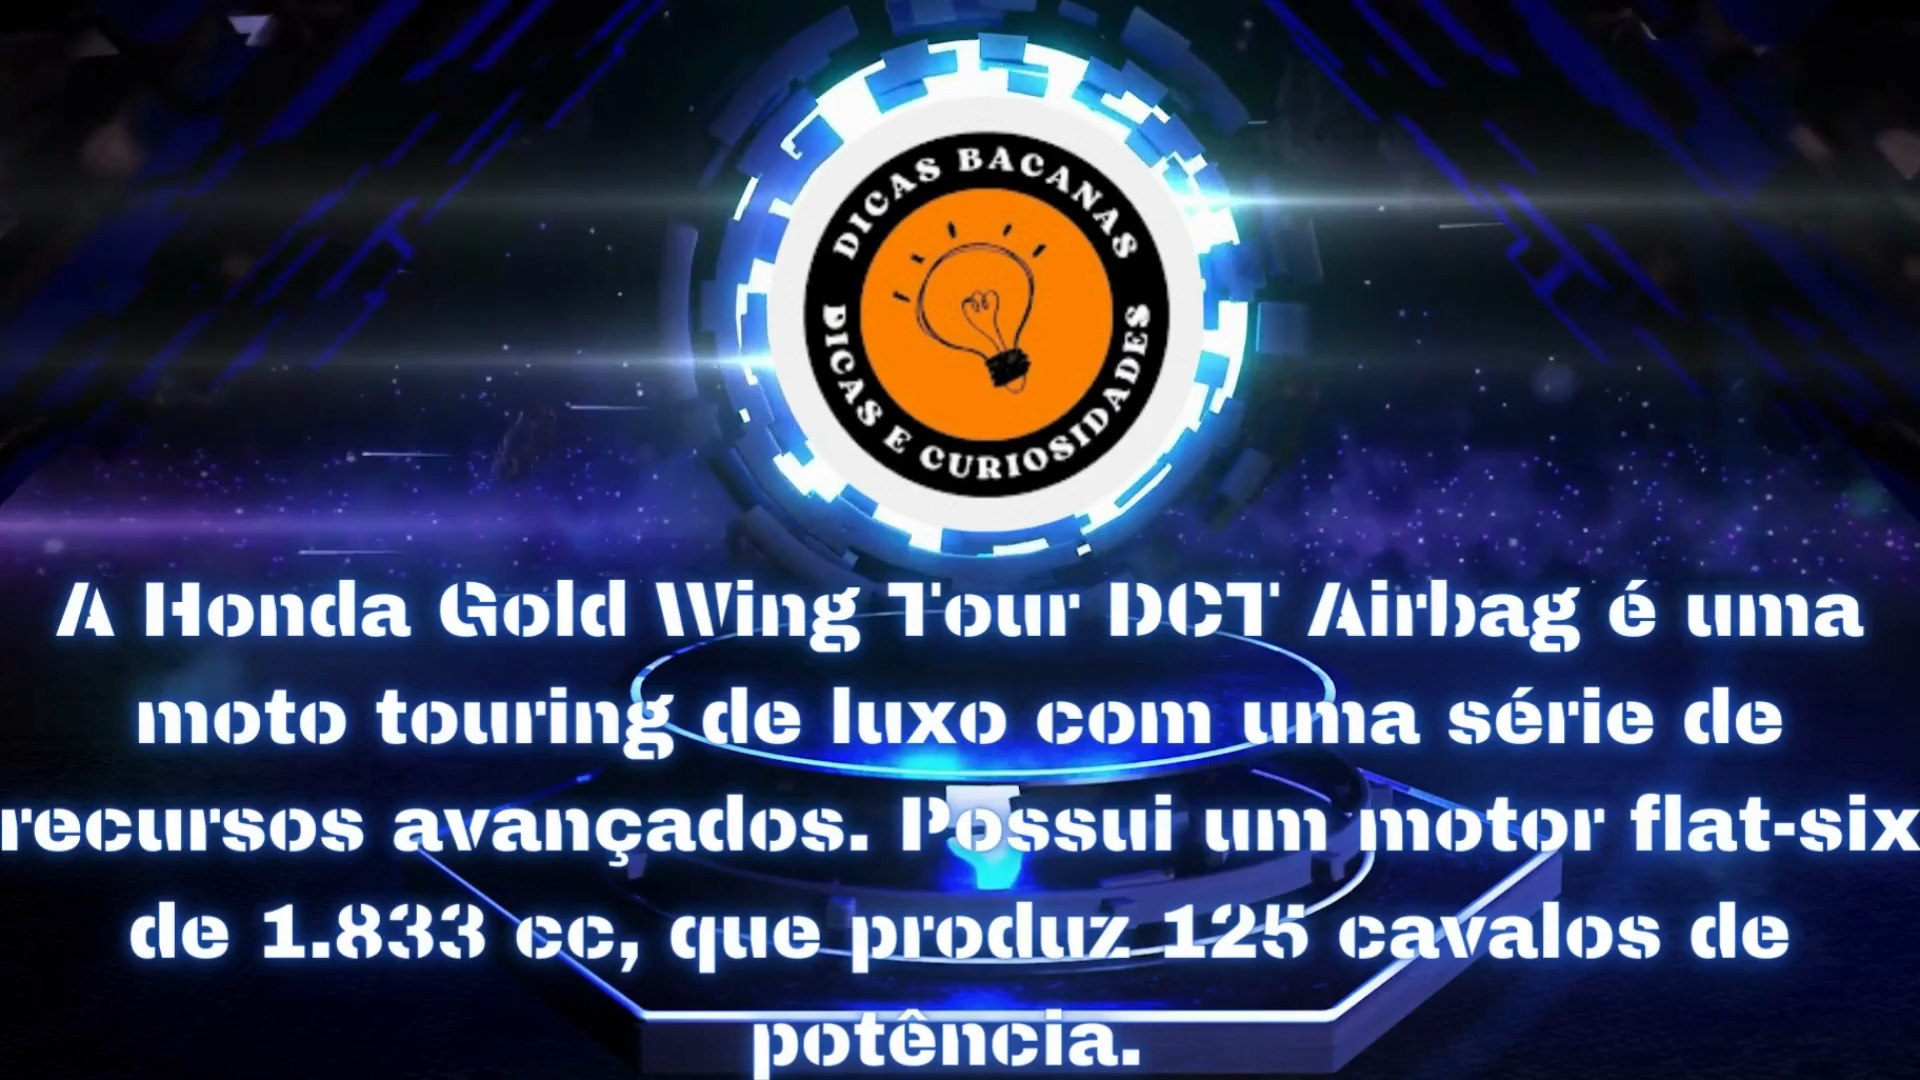 DICAS BACANAS
DICAS E CURIOSIDADES
A Honda Gold Wing Tour DCT Airbag é uma
moto touring de luxo com uma série de
recursos avançados. Possui um motor flat-six
de 1.833 cc, que produz 125 cavalos de
potência.